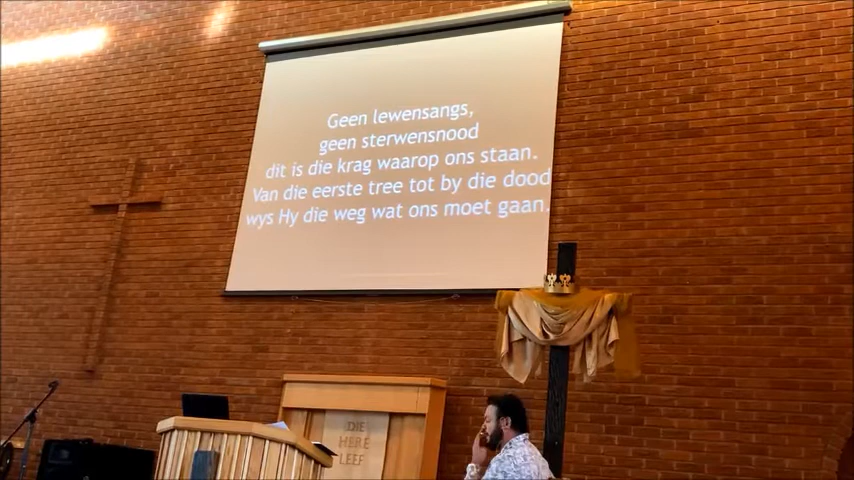 Geen lewensangs,
geen sterwensnood
dit is die krag waarop ons staan.
Van die eerste tree tot by die dood
wys Hy die weg wat ons moet gaan.
DIE
HERE
LEEF